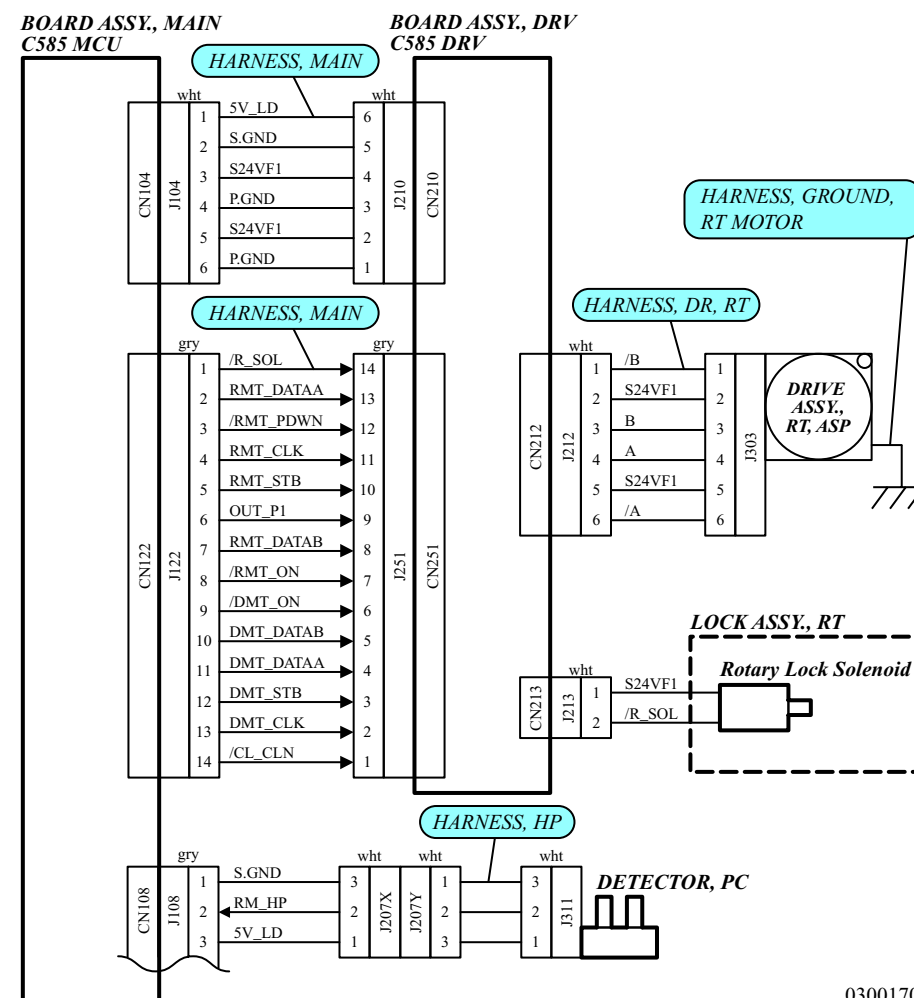 BOARD ASSY., MAIN
C585 MCU
BOARD ASSY., DRV
C585 DRV
HARNESS, MAIN
wht
wht
CN104
J104
J210
CN210
1 5V_LD 6
2 S.GND 5
3 S24VF1 4
4 P.GND 3
5 S24VF1 2
6 P.GND 1
HARNESS, GROUND,
RT MOTOR
HARNESS, MAIN
gry
gry
CN122
J122
J251
CN251
1 /R_SOL 14
2 RMT_DATAA 13
3 /RMT_PDWN 12
4 RMT_CLK 11
5 RMT_STB 10
6 OUT_P1 9
7 RMT_DATAB 8
8 /RMT_ON 7
9 /DMT_ON 6
10 DMT_DATAB 5
11 DMT_DATAA 4
12 DMT_STB 3
13 DMT_CLK 2
14 /CL_CLN 1
HARNESS, DR, RT
wht
CN212
J212
J303
1 /B 1
2 S24VF1 2
3 B 3
4 A 4
5 S24VF1 5
6 /A 6
DRIVE
ASSY.,
RT, ASP
LOCK ASSY., RT
Rotary Lock Solenoid
wht
CN213
J213
1 S24VF1
2 /R_SOL
HARNESS, HP
gry
wht
wht
wht
CN108
J108
J207X
J207Y
J311
1 S.GND 3 1 3
2 RM_HP 2 2 2
3 5V_LD 1 3 1
DETECTOR, PC
0300170